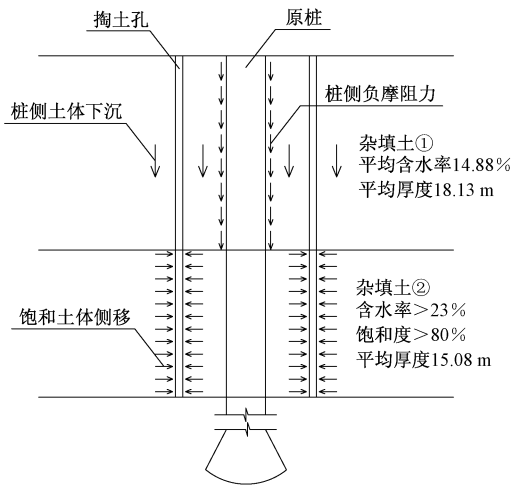 掏土孔
原桩
桩侧土体下沉
桩侧负摩阻力
杂填土①
平均含水率14.88%
平均厚度18.13 m
饱和土体侧移
杂填土②
含水率>23%
饱和度>80%
平均厚度15.08 m